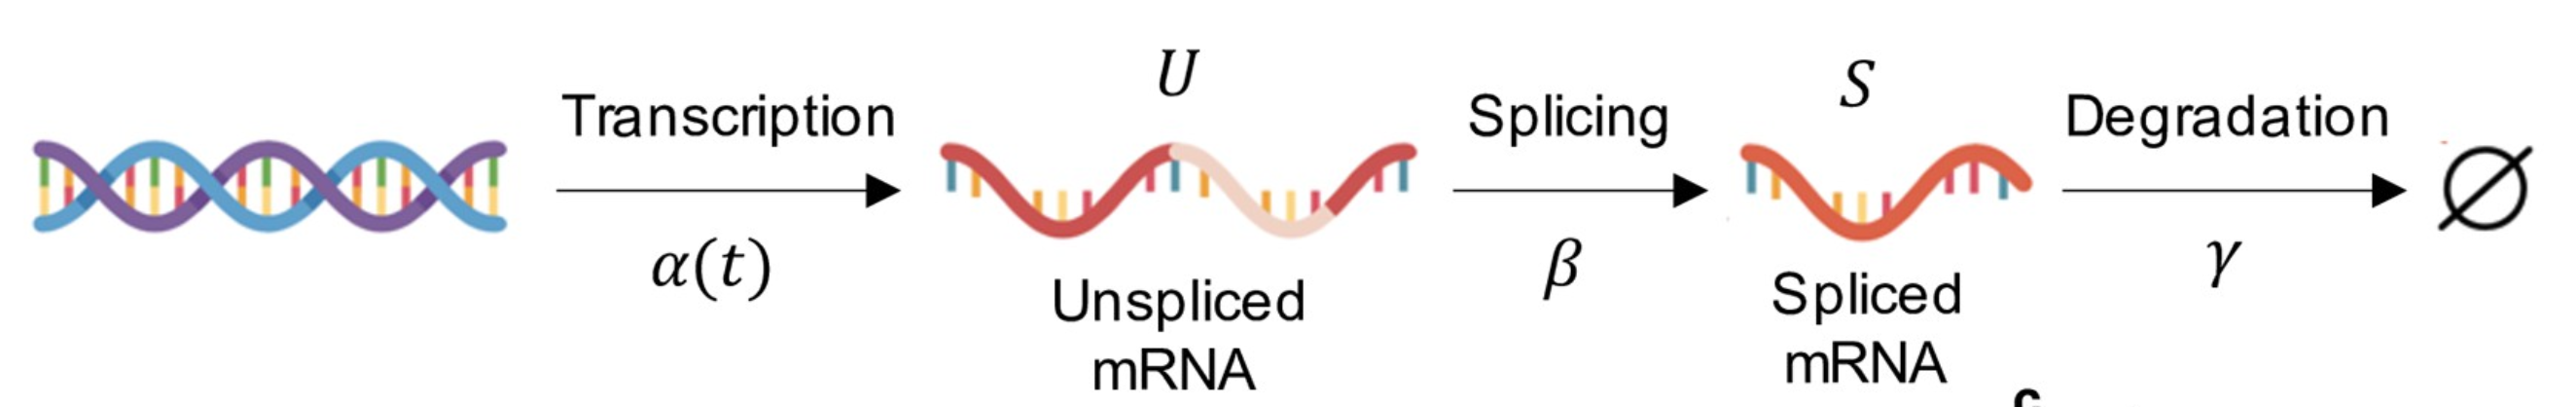 U
S
Transcription
Splicing
Degradation
α(t)
β
γ
Unspliced
mRNA
Spliced
mRNA
∅